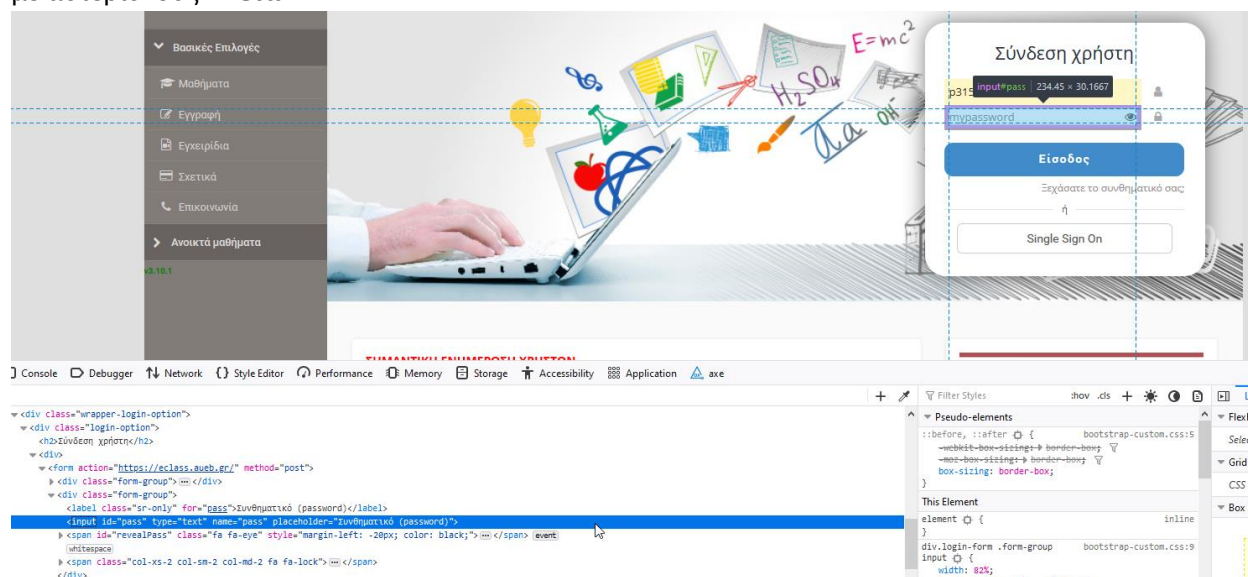 Βασικές Επιλογές
Μαθήματα
Εγγραφή
Εγχειρίδια
Σχετικά
Επικοινωνία
Ανοικτά μαθήματα
v3.10.1
E=mc2
H2SO4
Σύνδεση χρήστη
p315
input#pass 234.45 × 30.1667
mypassword
Είσοδος
Ξεχάσατε το συνθηματικό σας;
ή
Single Sign On
ΣΗΜΑΝΤΙΚΗ ΕΝΗΜΕΡΩΣΗ ΧΡΗΣΤΩΝ
Console Debugger Network {} Style Editor Performance Memory Storage Accessibility Application axe
Filter Styles :hov .cls
<div class="wrapper-login-option">
<div class="login-option">
<h2>Σύνδεση χρήστη</h2>
<div>
<form action="https://eclass.aueb.gr/" method="post">
<div class="form-group"> </div>
<div class="form-group">
<label class="sr-only" for="pass">Συνθηματικό (password)</label>
<input id="pass" type="text" name="pass" placeholder="Συνθηματικό (password)">
<span id="revealPass" class="fa fa-eye" style="margin-left: -20px; color: black;"> </span> event
whitespace
<span class="col-xs-2 col-sm-2 col-md-2 fa fa-lock"> </span>
</div>
Pseudo-elements
::before, ::after { bootstrap-custom.css:5
-webkit-box-sizing: border-box;
-moz-box-sizing: border-box;
box-sizing: border-box;
}
This Element
element { inline
}
div.login-form .form-group bootstrap-custom.css:9
input {
width: 82%;
Flex
Sele
Grid
CSS
Box